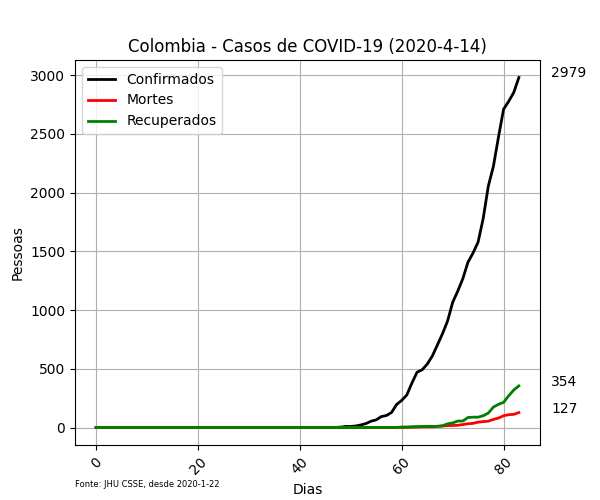 Colombia - Casos de COVID-19 (2020-4-14)
Confirmados
Mortes
Recuperados
Pessoas
3000
2500
2000
1500
1000
500
0
2979
354
127
0 20 40 60 80
Dias
Fonte: JHU CSSE, desde 2020-1-22